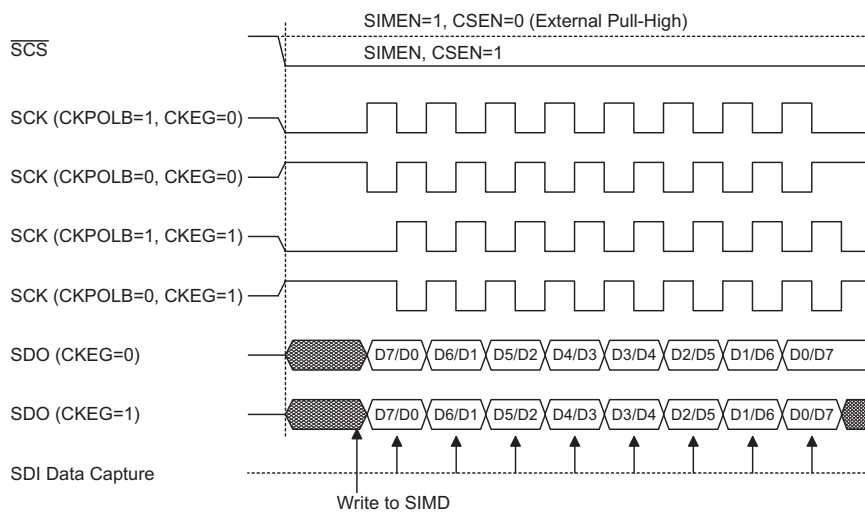 SIMEN=1, CSEN=0 (External Pull-High)
SCS
SIMEN, CSEN=1
SCK (CKPOLB=1, CKEG=0)
SCK (CKPOLB=0, CKEG=0)
SCK (CKPOLB=1, CKEG=1)
SCK (CKPOLB=0, CKEG=1)
SDO (CKEG=0) D7/D0 D6/D1 D5/D2 D4/D3 D3/D4 D2/D5 D1/D6 D0/D7
SDO (CKEG=1) D7/D0 D6/D1 D5/D2 D4/D3 D3/D4 D2/D5 D1/D6 D0/D7
SDI Data Capture
Write to SIMD